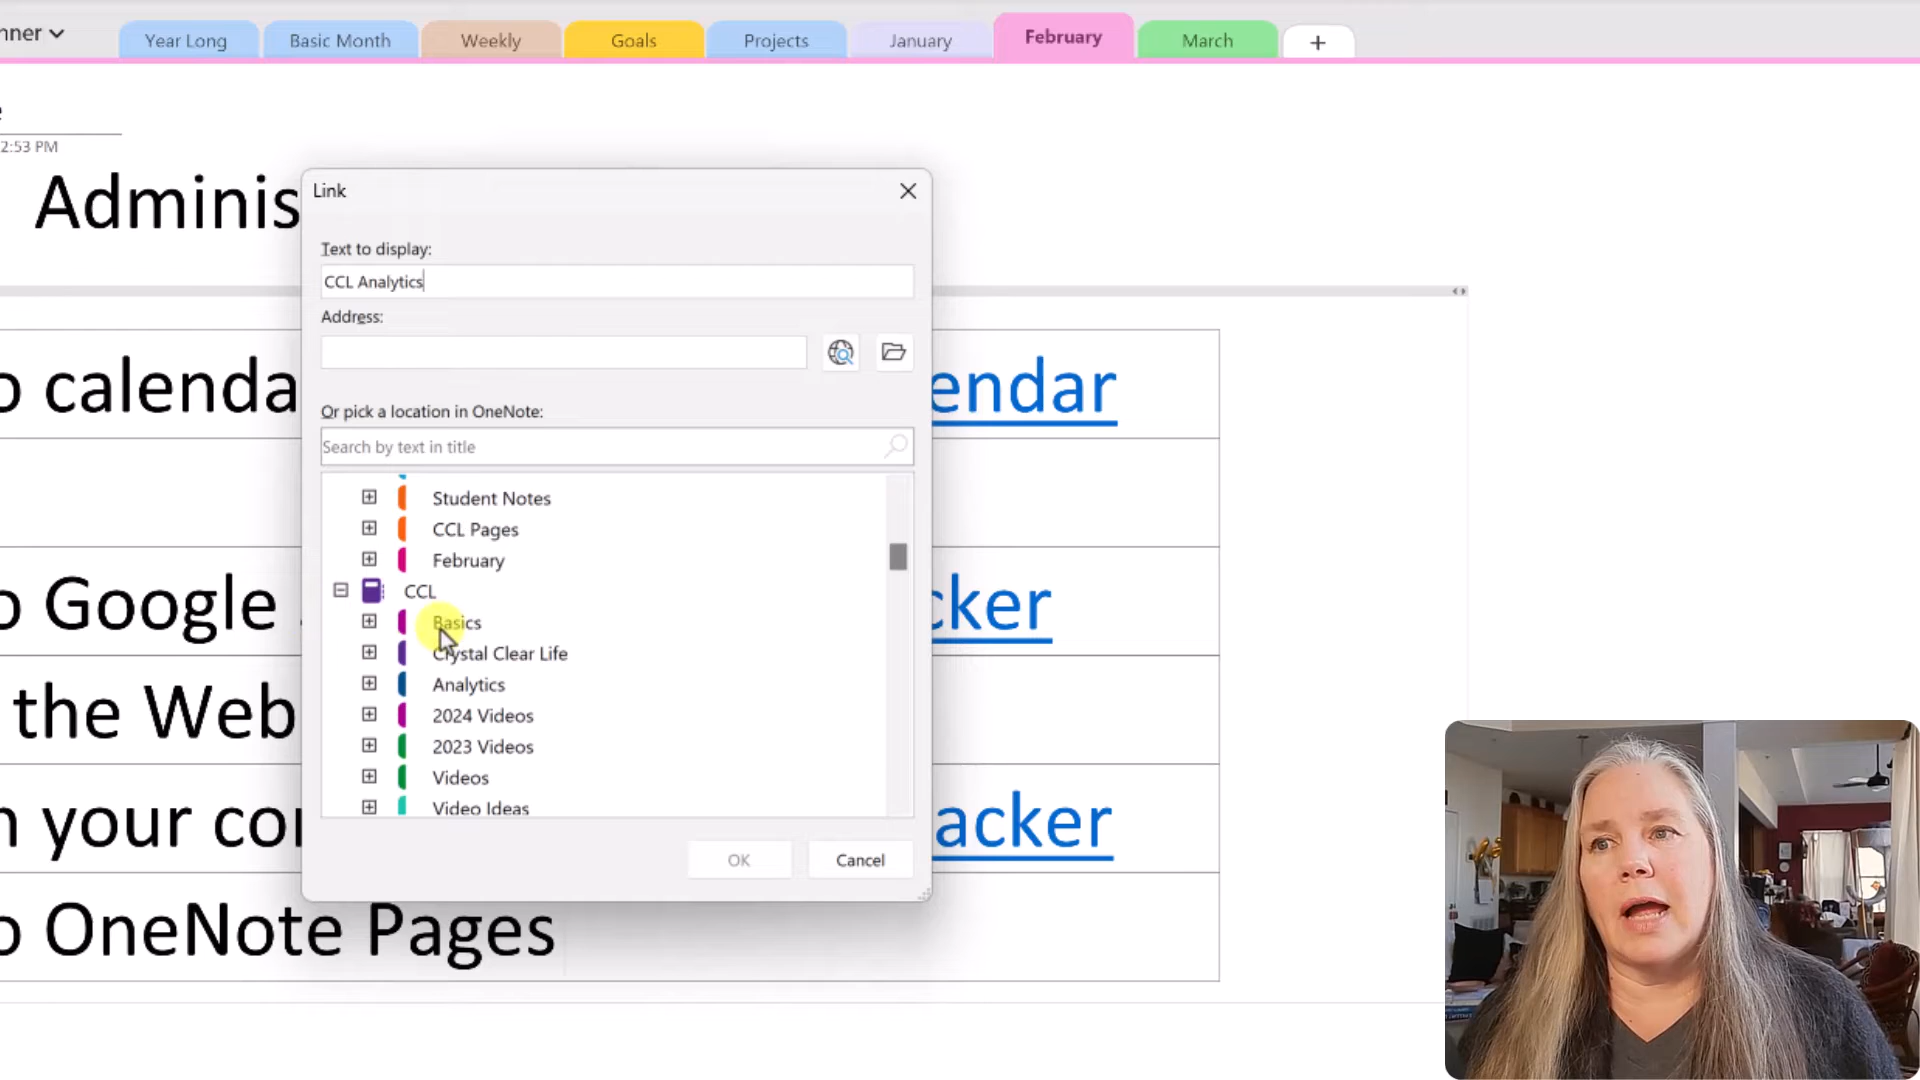 nner
Year Long
Basic Month
Weekly
Goals
Projects
January
February
March
+
2:53 PM
Adminis
Link
Text to display:
CCL Analytics
Address:
Or pick a location in OneNote:
Search by text in title
Student Notes
CCL Pages
February
CCL
Basics
Crystal Clear Life
Analytics
2024 Videos
2023 Videos
Videos
Video Ideas
OK
Cancel
o calenda
endar
o Google
cker
the Web
n your co
acker
o OneNote Pages